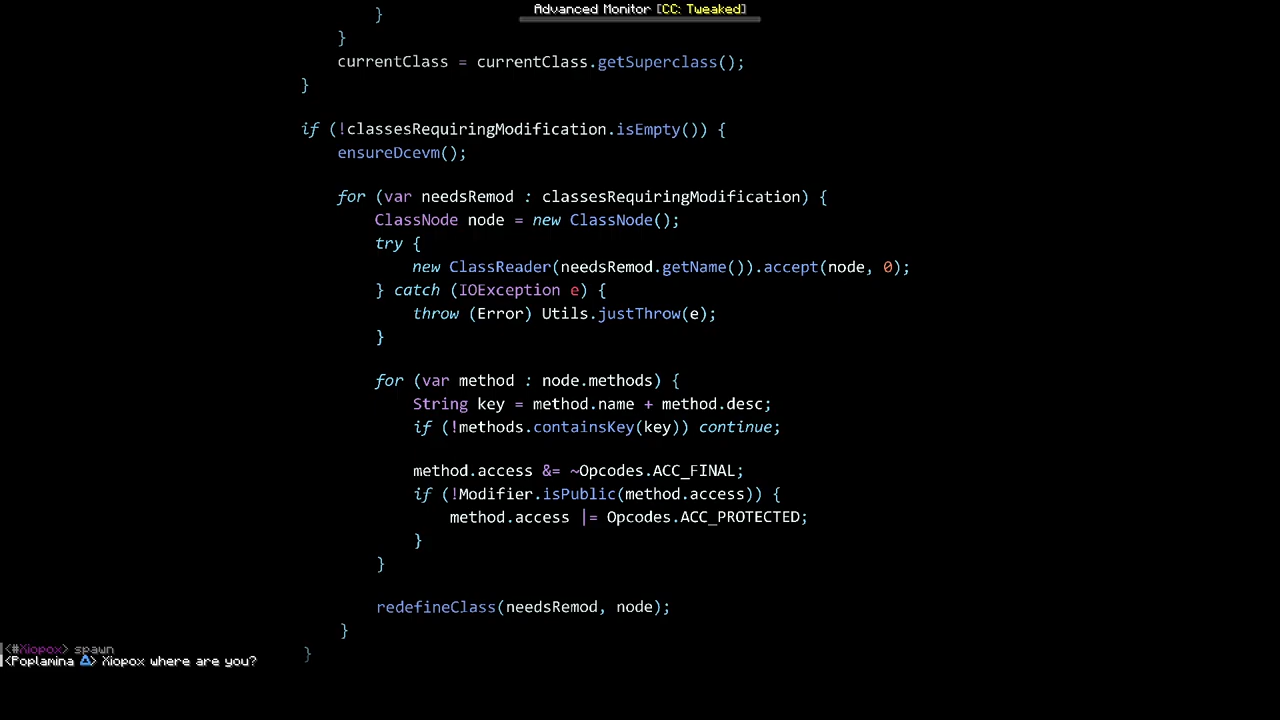 Advanced Monitor [CC: Tweaked]
}
}
currentClass = currentClass.getSuperclass();
}
if (!classesRequiringModification.isEmpty()) {
ensureDcevm();
for (var needsRemod : classesRequiringModification) {
ClassNode node = new ClassNode();
try {
new ClassReader(needsRemod.getName()).accept(node, 0);
} catch (IOException e) {
throw (Error) Utils.justThrow(e);
}
for (var method : node.methods) {
String key = method.name + method.desc;
if (!methods.containsKey(key)) continue;
method.access &= ~Opcodes.ACC_FINAL;
if (!Modifier.isPublic(method.access)) {
method.access |= Opcodes.ACC_PROTECTED;
}
}
redefineClass(needsRemod, node);
}
}
<#Xiopox> spawn
<Poplamina > Xiopox where are you?